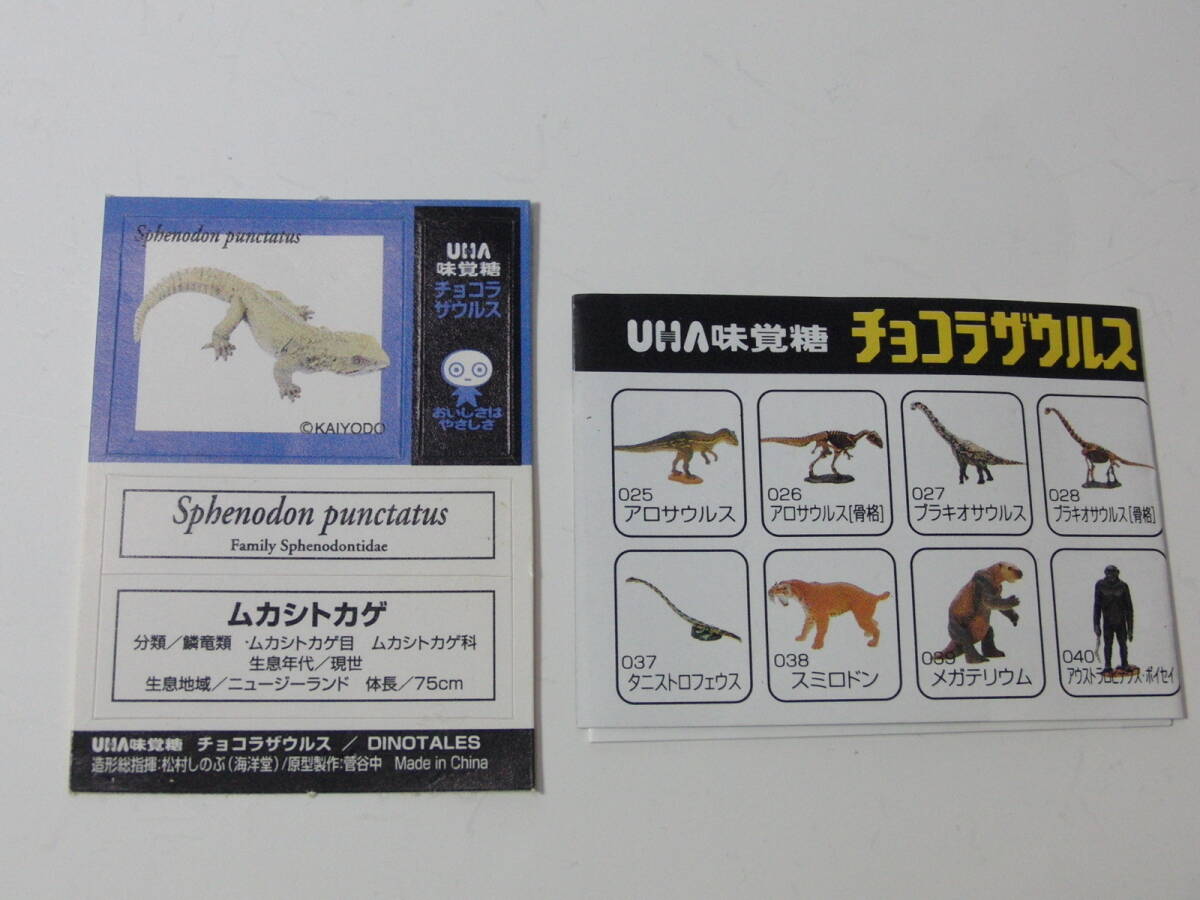 Sphenodon punctatus
©KAIYODO
UHA
味覚糖
チョコラ
ザウルス
おいしさは
やさしさ
Sphenodon punctatus
Family Sphenodontidae
ムカシトカゲ
分類／鱗竜類 ・ムカシトカゲ目 ムカシトカゲ科
生息年代／現世
生息地域／ニュージーランド 体長／75cm
UHA味覚糖 チョコラザウルス ／ DINOTALES
造形総指揮:松村しのぶ(海洋堂)/原型製作:菅谷中 Made in China
UHA味覚糖 チョコラザウルス
025
アロサウルス
026
アロサウルス[骨格]
027
ブラキオサウルス
028
ブラキオサウルス[骨格]
037
タニストロフェウス
038
スミロドン
039
メガテリウム
040
アウストラロピテクス・ボイセイ